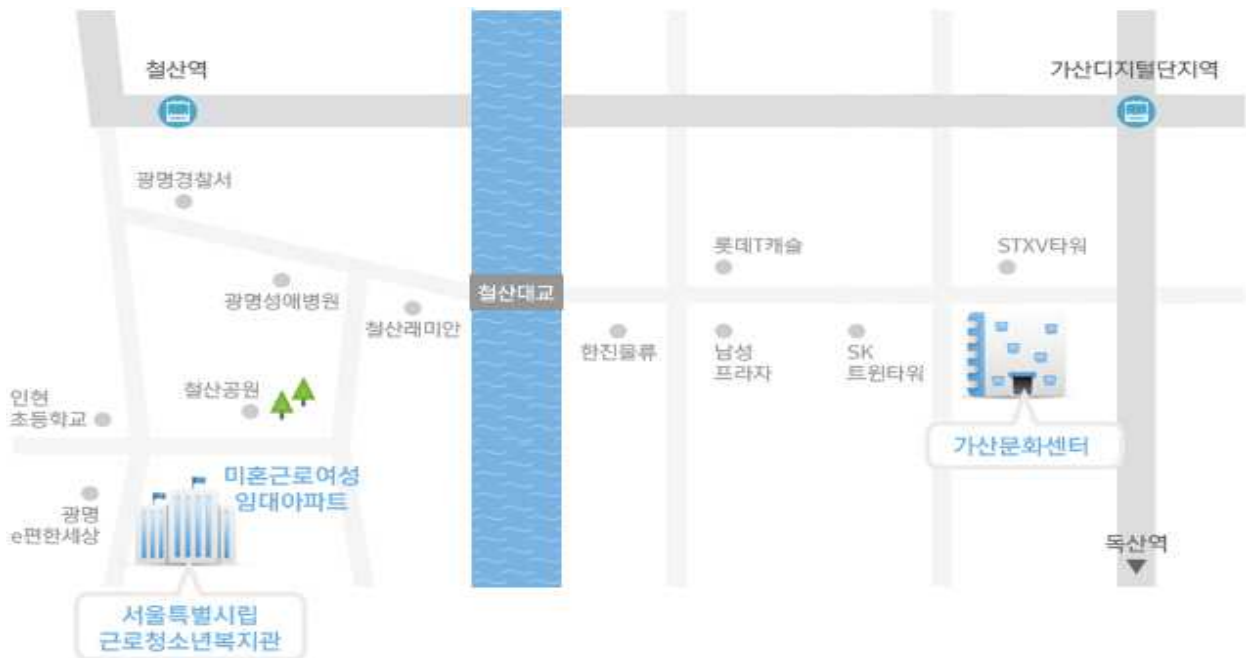 철산역
가산디지털단지역
광명경찰서
롯데T캐슬
STXV타워
광명성애병원
철산대교
철산래미안
한진물류
남성
프라자
SK
트윈타워
철산공원
인현
초등학교
가산문화센터
미혼근로여성
임대아파트
광명
e편한세상
독산역
서울특별시립
근로청소년복지관